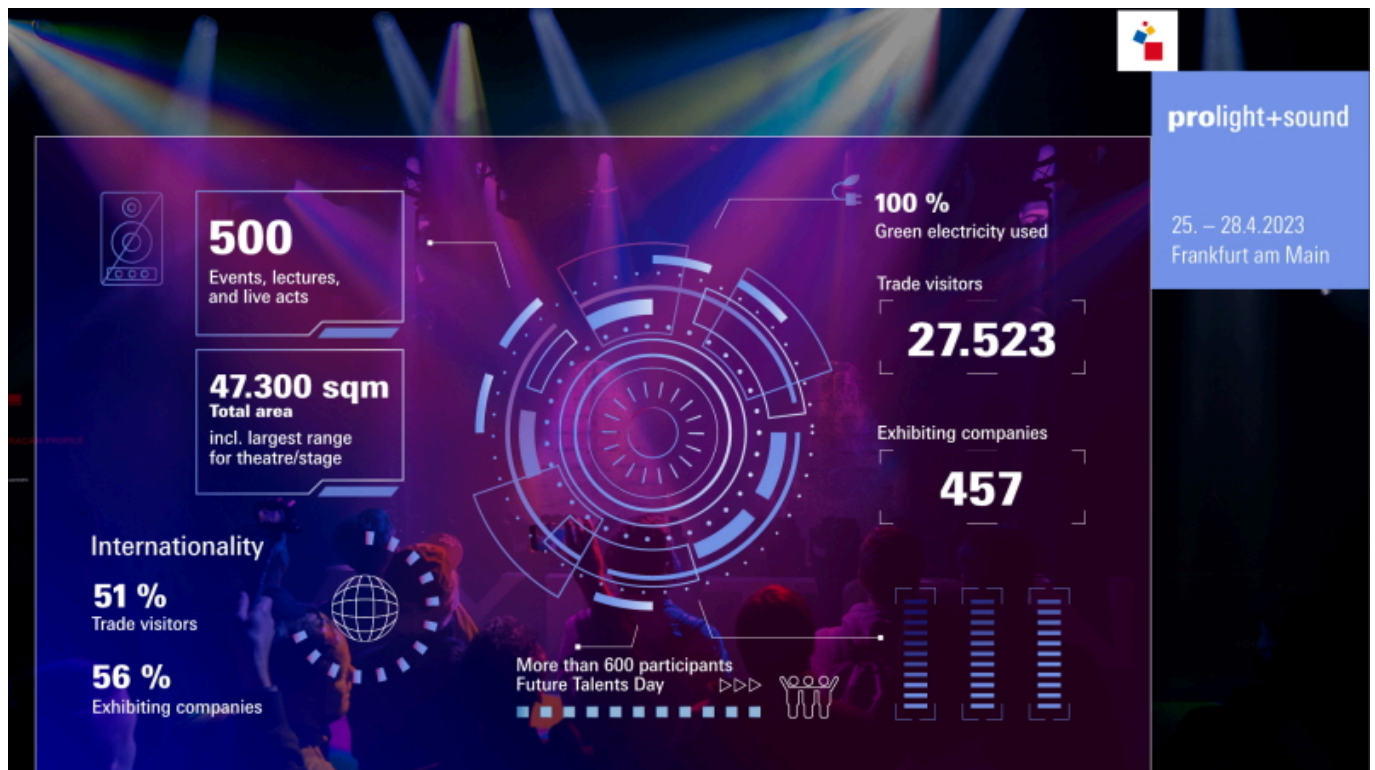 prolight+sound
25. – 28.4.2023
Frankfurt am Main
500
Events, lectures,
and live acts
47.300 sqm
Total area
incl. largest range
for theatre/stage
Internationality
51 %
Trade visitors
56 %
Exhibiting companies
More than 600 participants
Future Talents Day
100 %
Green electricity used
Trade visitors
27.523
Exhibiting companies
457